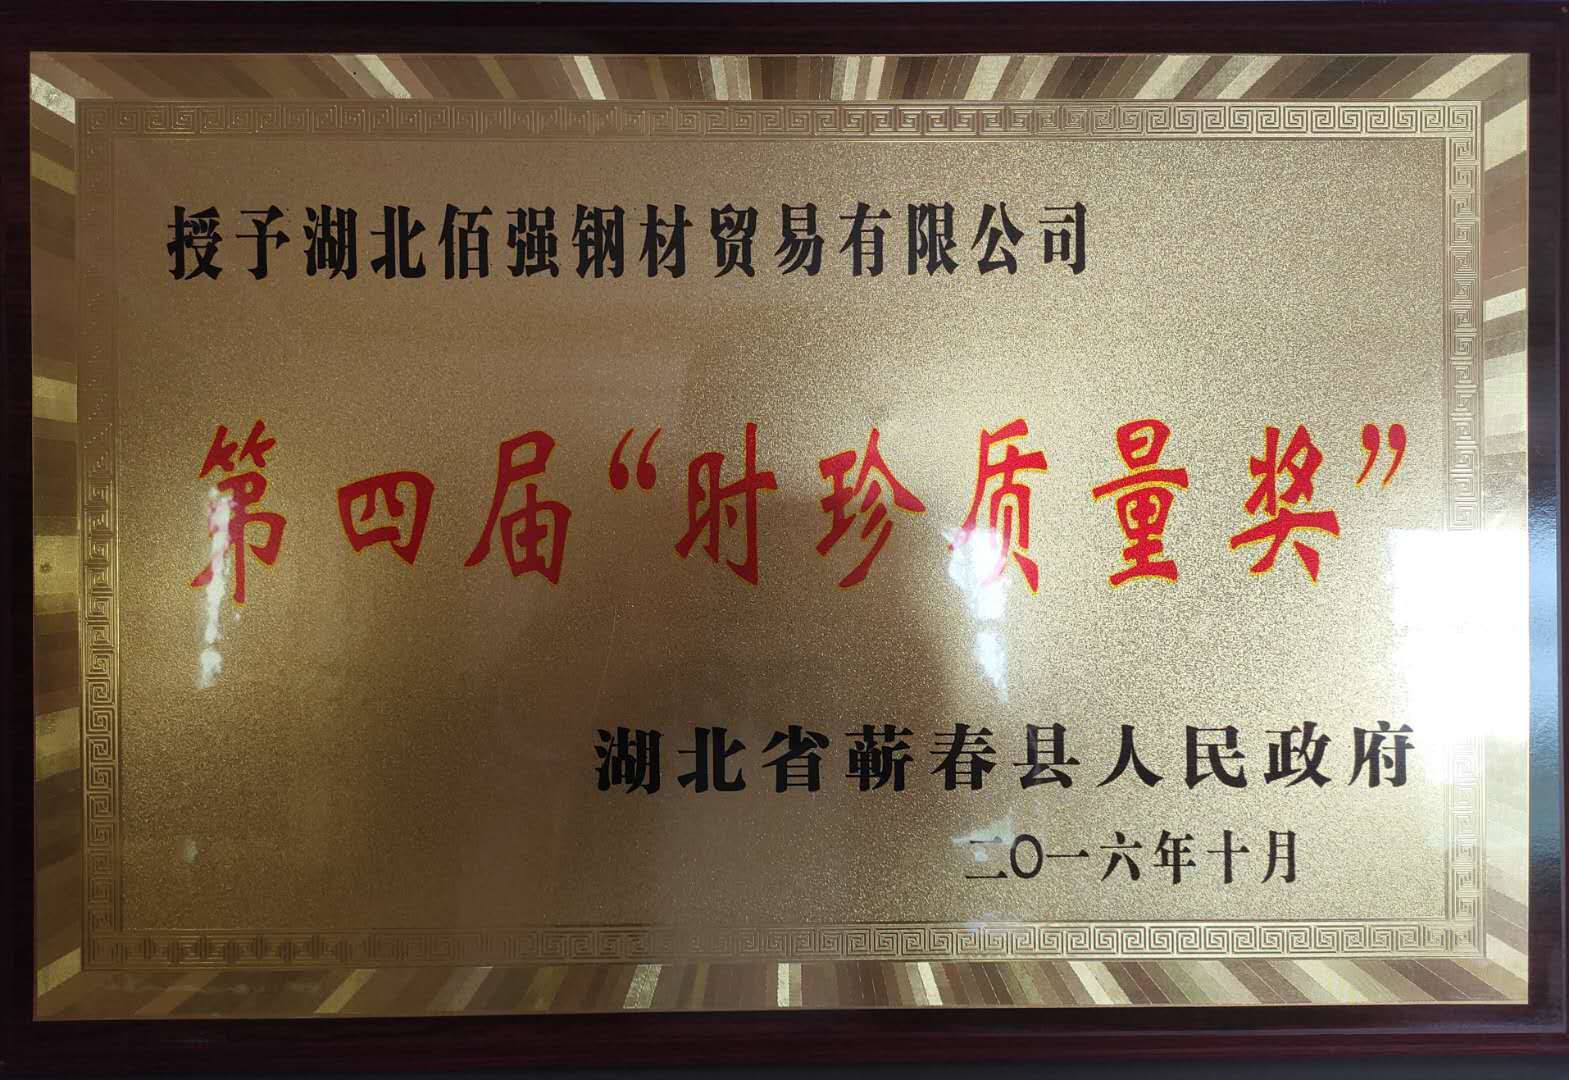 授予湖北佰强钢材贸易有限公司
第四届“时珍质量奖”
湖北省蕲春县人民政府
二〇一六年十月